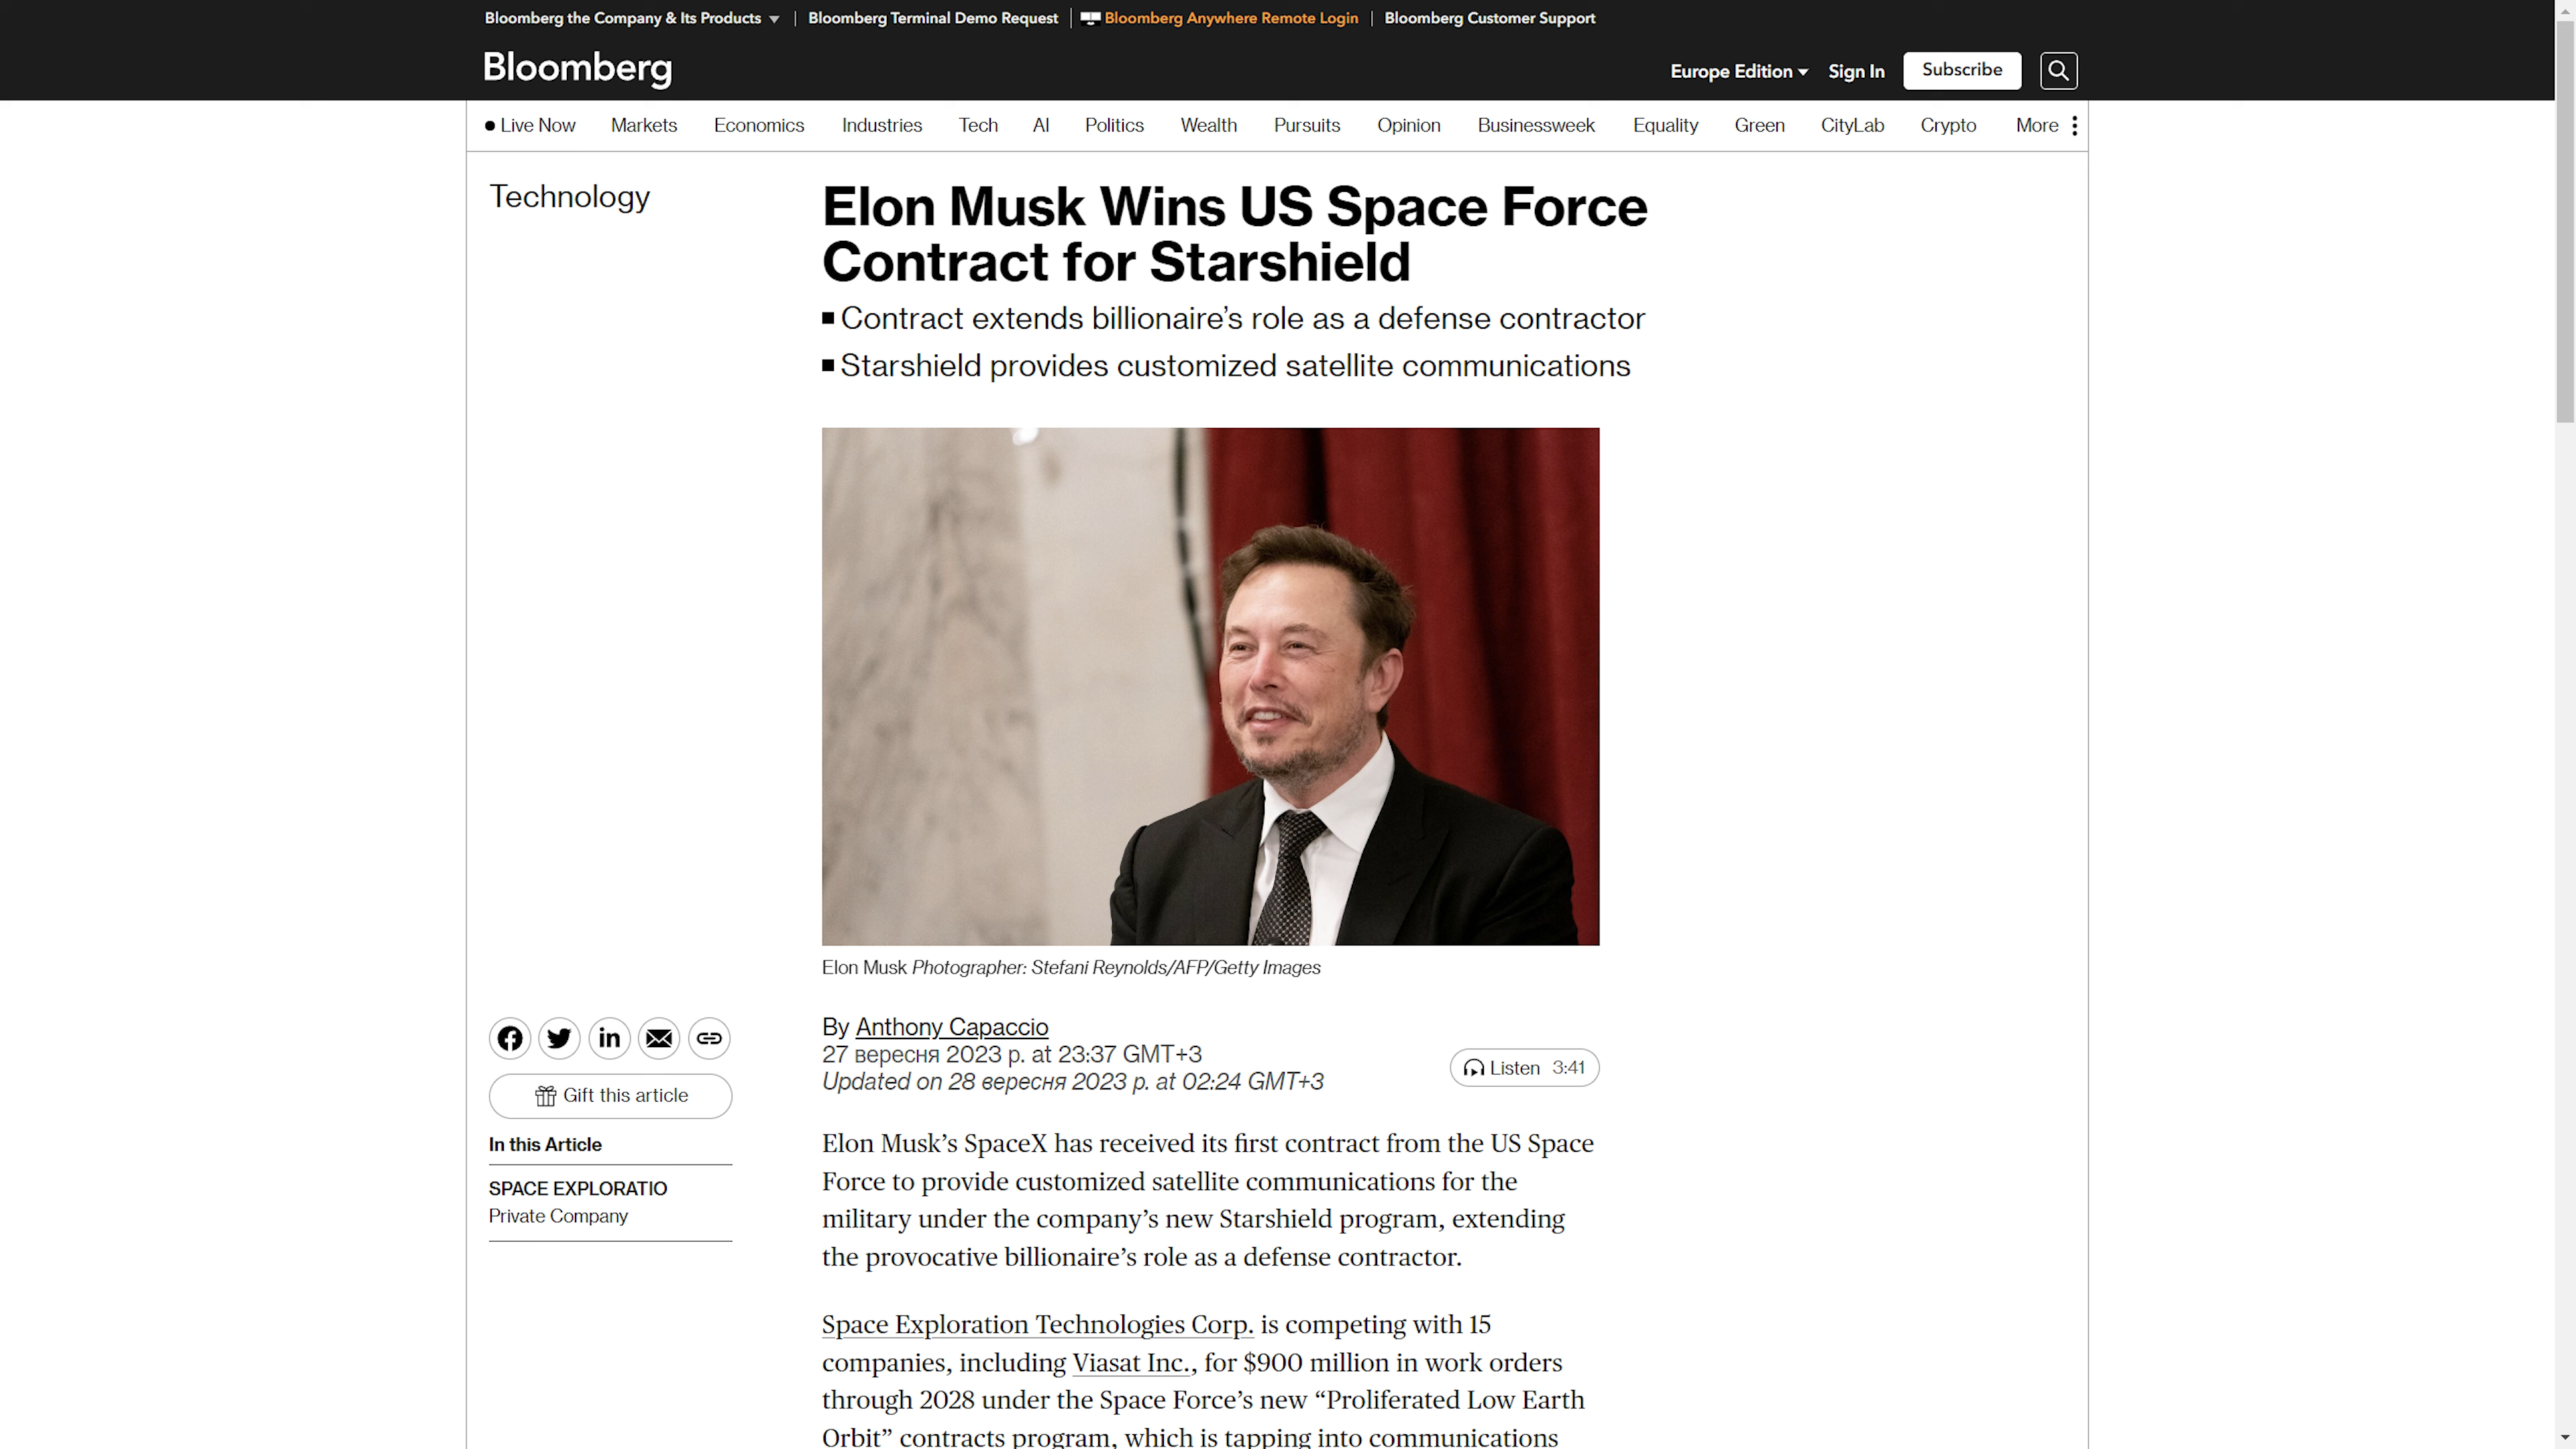 Bloomberg the Company & Its Products
Bloomberg Terminal Demo Request
Bloomberg Anywhere Remote Login
Bloomberg Customer Support
Bloomberg
Europe Edition
Sign In
Subscribe
Live Now
Markets
Economics
Industries
Tech
AI
Politics
Wealth
Pursuits
Opinion
Businessweek
Equality
Green
CityLab
Crypto
More
Technology
Elon Musk Wins US Space Force
Contract for Starshield
Contract extends billionaire’s role as a defense contractor
Starshield provides customized satellite communications
Elon Musk Photographer: Stefani Reynolds/AFP/Getty Images
By Anthony Capaccio
27 вересня 2023 р. at 23:37 GMT+3
Updated on 28 вересня 2023 р. at 02:24 GMT+3
Listen 3:41
Gift this article
In this Article
SPACE EXPLORATIO
Private Company
Elon Musk’s SpaceX has received its first contract from the US Space
Force to provide customized satellite communications for the
military under the company’s new Starshield program, extending
the provocative billionaire’s role as a defense contractor.
Space Exploration Technologies Corp. is competing with 15
companies, including Viasat Inc., for $900 million in work orders
through 2028 under the Space Force’s new “Proliferated Low Earth
Orbit” contracts program, which is tapping into communications